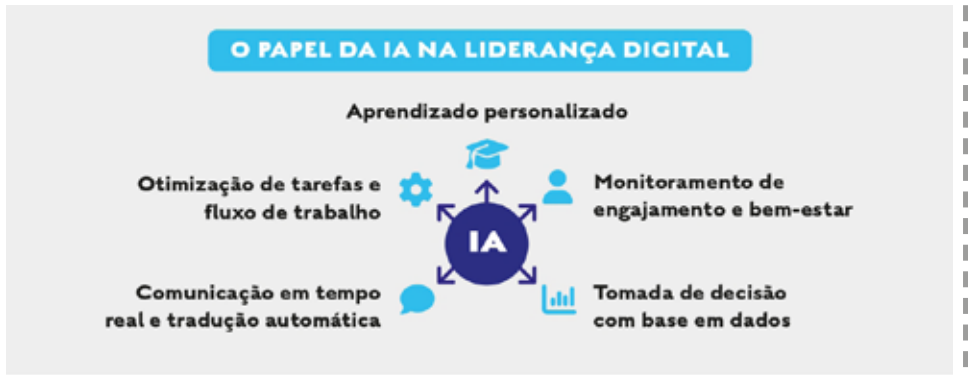 O PAPEL DA IA NA LIDERANÇA DIGITAL
Aprendizado personalizado
Otimização de tarefas e
fluxo de trabalho
Monitoramento de
engajamento e bem-estar
IA
Comunicação em tempo
real e tradução automática
Tomada de decisão
com base em dados